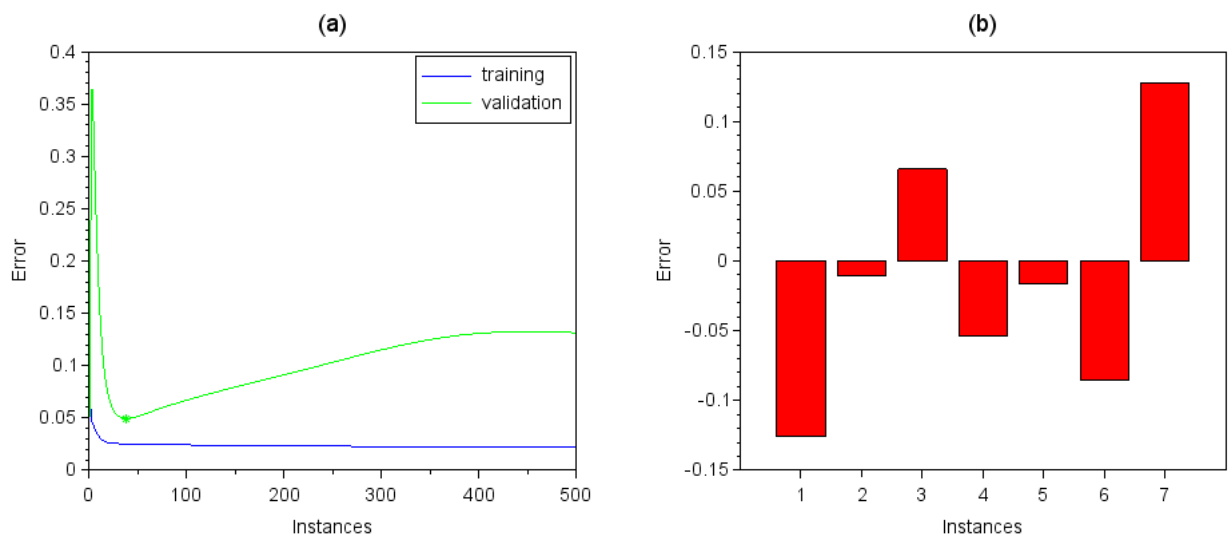 (a)
0.4
0.35
0.3
0.25
0.2
0.15
0.1
0.05
0
Error
training
validation
0 100 200 300 400 500
Instances
(b)
0.15
0.1
0.05
0
-0.05
-0.1
-0.15
Error
1 2 3 4 5 6 7
Instances